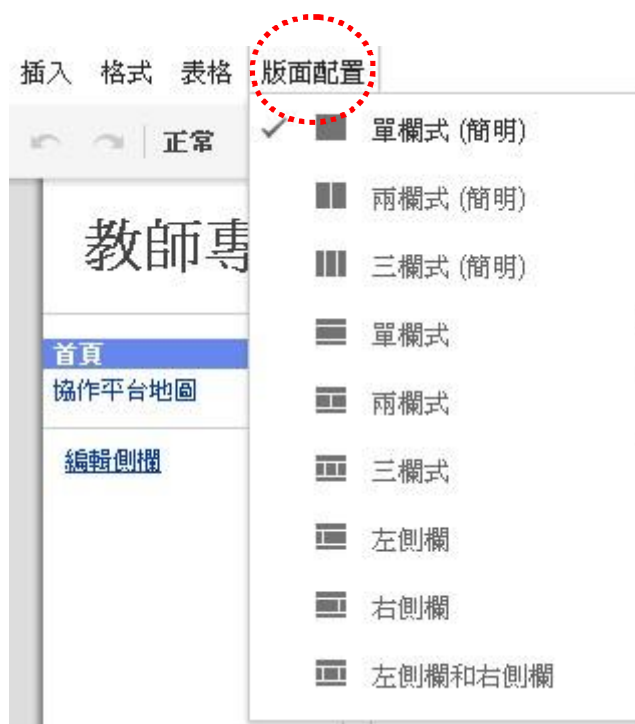 插入 格式 表格 版面配置
正常
單欄式 (簡明)
兩欄式 (簡明)
三欄式 (簡明)
單欄式
兩欄式
三欄式
左側欄
右側欄
左側欄和右側欄
教師專
首頁
協作平台地圖
編輯側欄